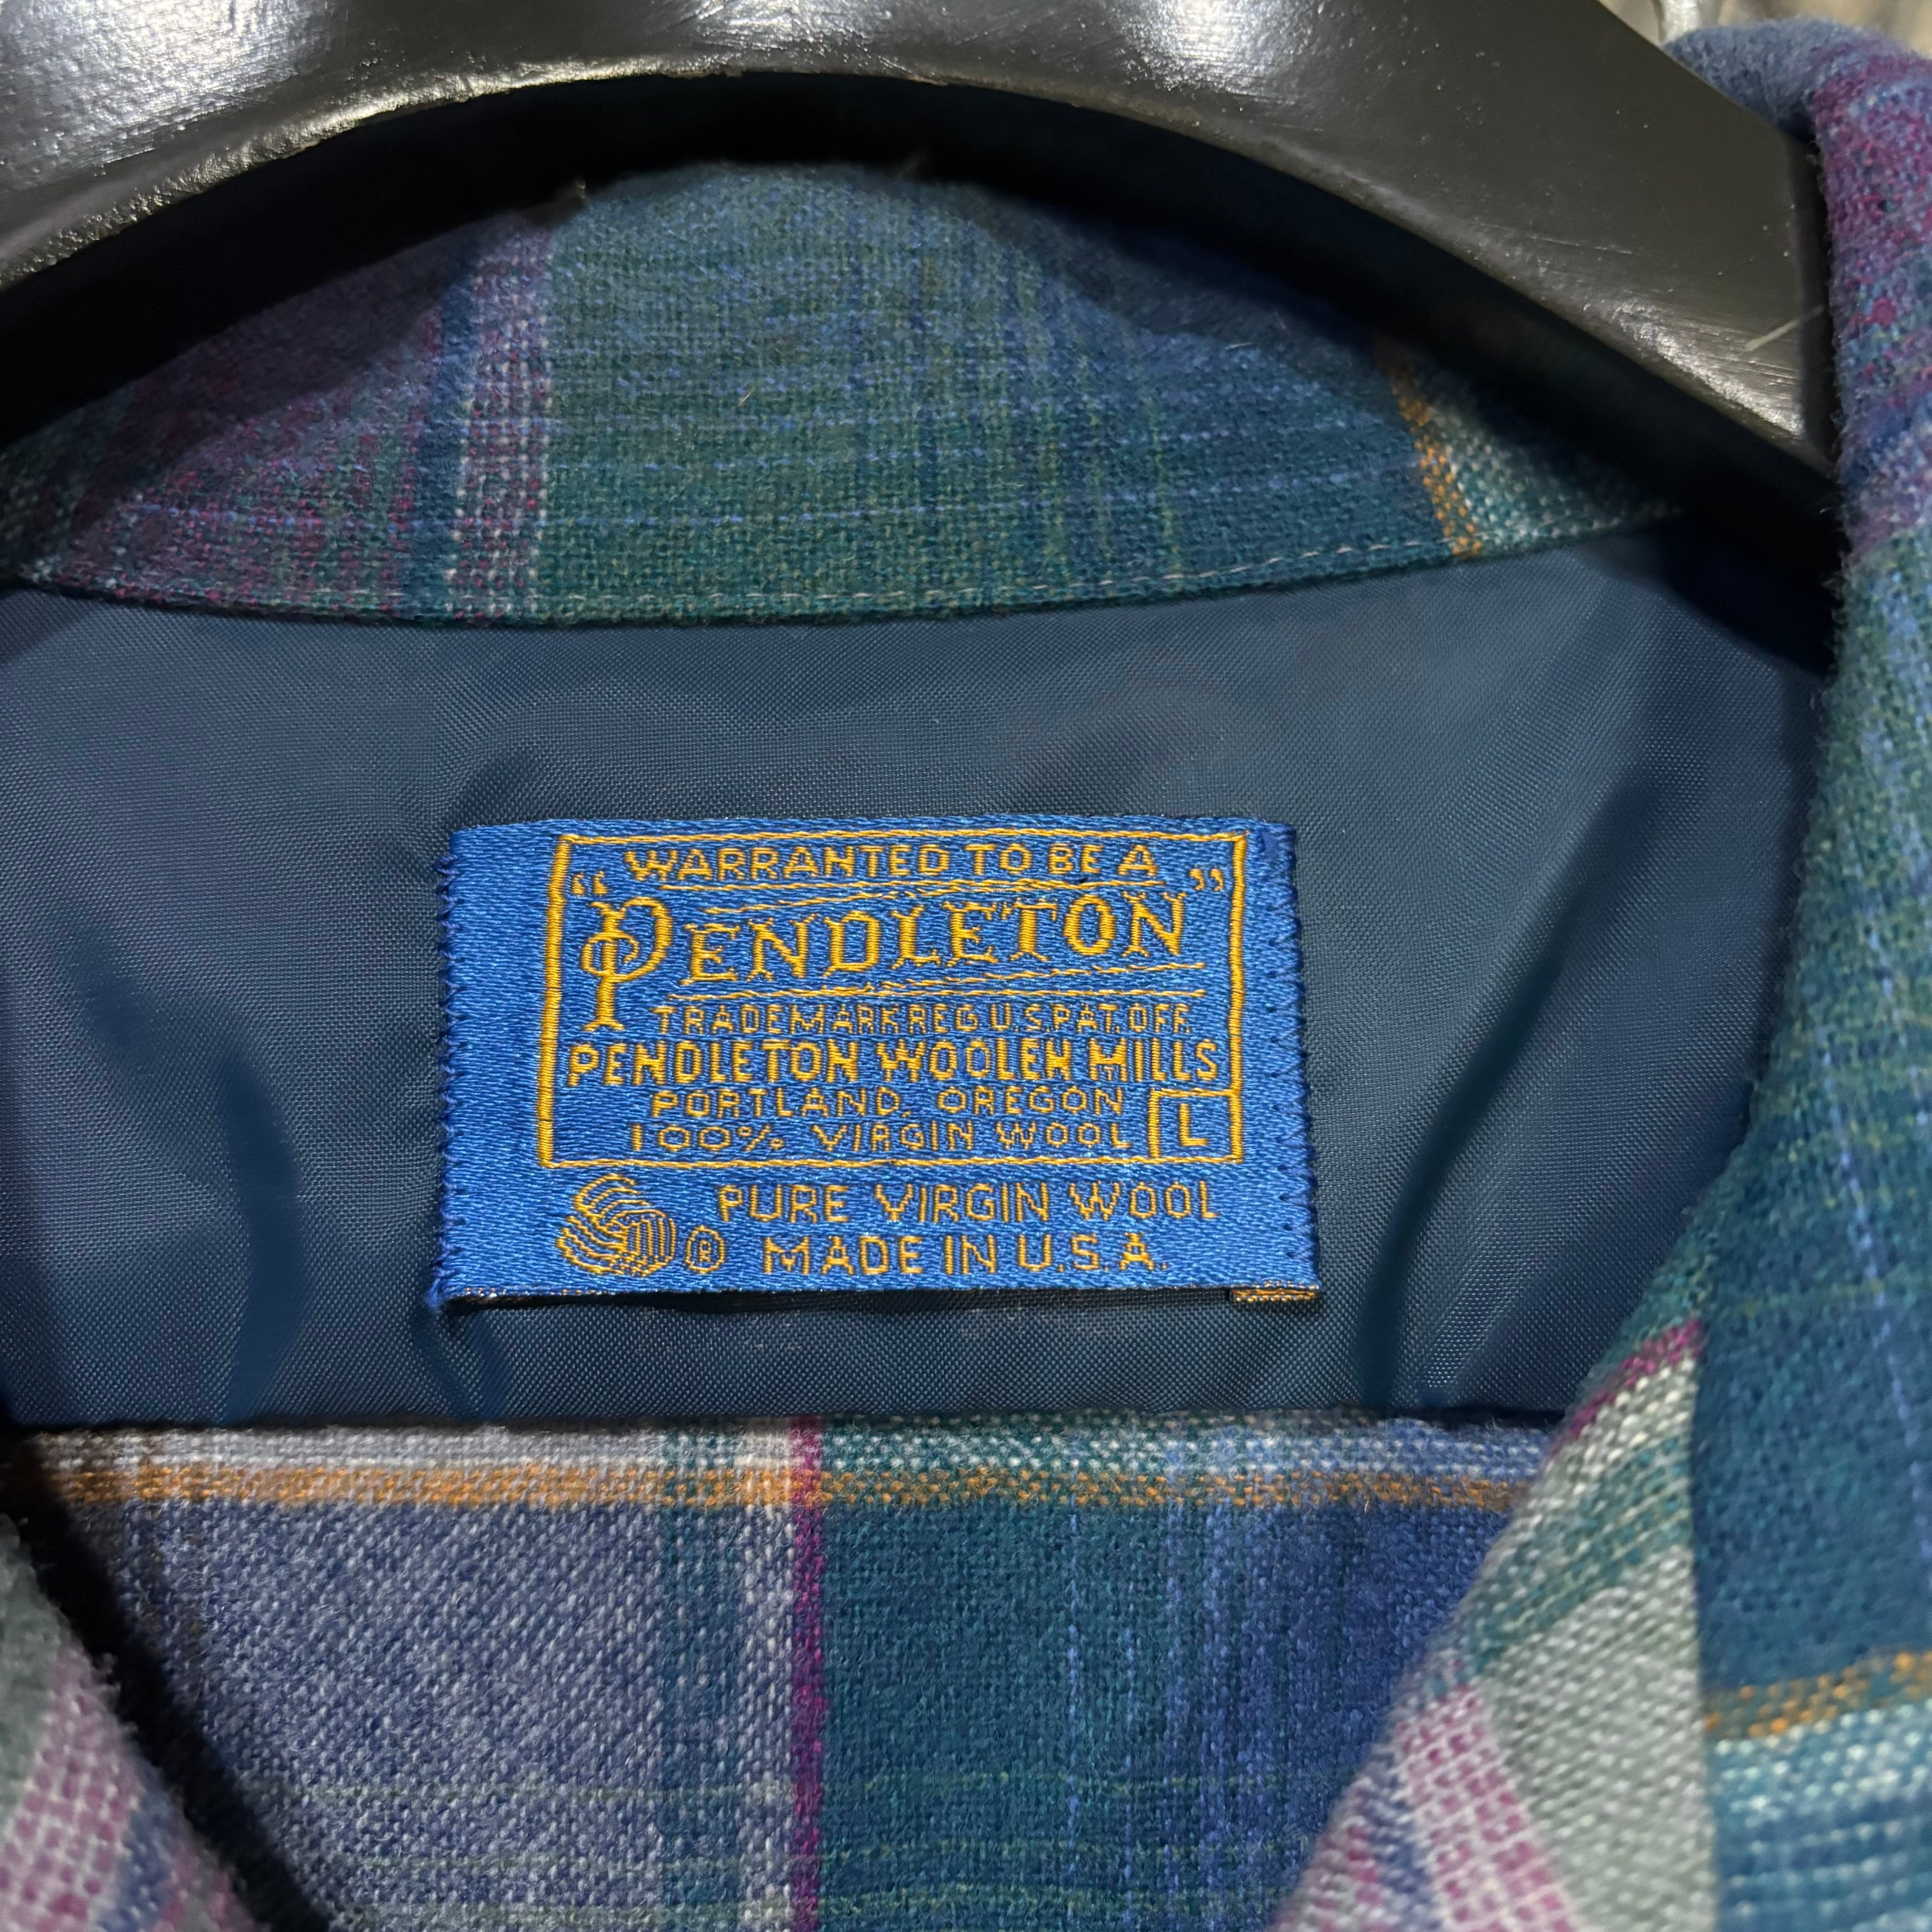 WARRANTED TO BE A
“PENDLETON”
TRADEMARK REG U.S. PAT. OFF.
PENDLETON WOOLEN MILLS
PORTLAND, OREGON
100% VIRGIN WOOL L
PURE VIRGIN WOOL
® MADE IN U.S.A.